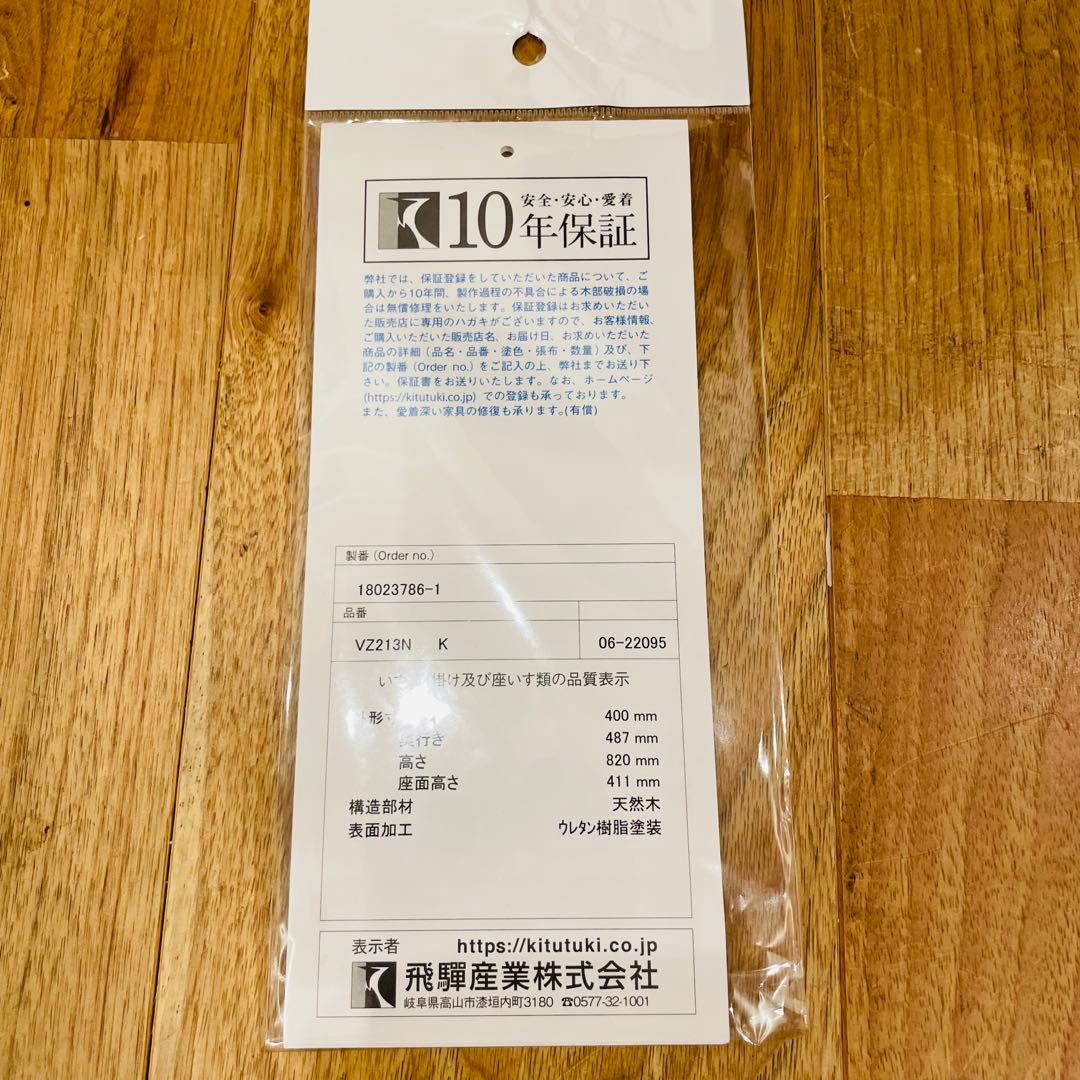 安全・安心・愛着
10年保証
弊社では、保証登録をしていただいた商品について、ご
購入から10年間、製作過程の不具合による木部破損の場
合は無償修理をいたします。保証登録はお求めいただい
た販売店に専用のハガキがございますので、お客様情報、
ご購入いただいた販売店名、お届け日、お求めいただいた
商品の詳細（品名・品番・塗色・張布・数量）及び、下
記の製番（Order no.）をご記入の上、弊社までお送り下
さい。保証書をお送りいたします。なお、ホームページ
(https://kitutuki.co.jp) での登録も承っております。
また、愛着深い家具の修復も承ります。(有償)
製番（Order no.）
18023786-1
品番
VZ213N K 06-22095
い 掛け及び座いす類の品質表示
形 400 mm
奥行き 487 mm
高さ 820 mm
座面高さ 411 mm
構造部材 天然木
表面加工 ウレタン樹脂塗装
表示者 https://kitutuki.co.jp
飛驒産業株式会社
岐阜県高山市漆垣内町3180 ☎0577-32-1001